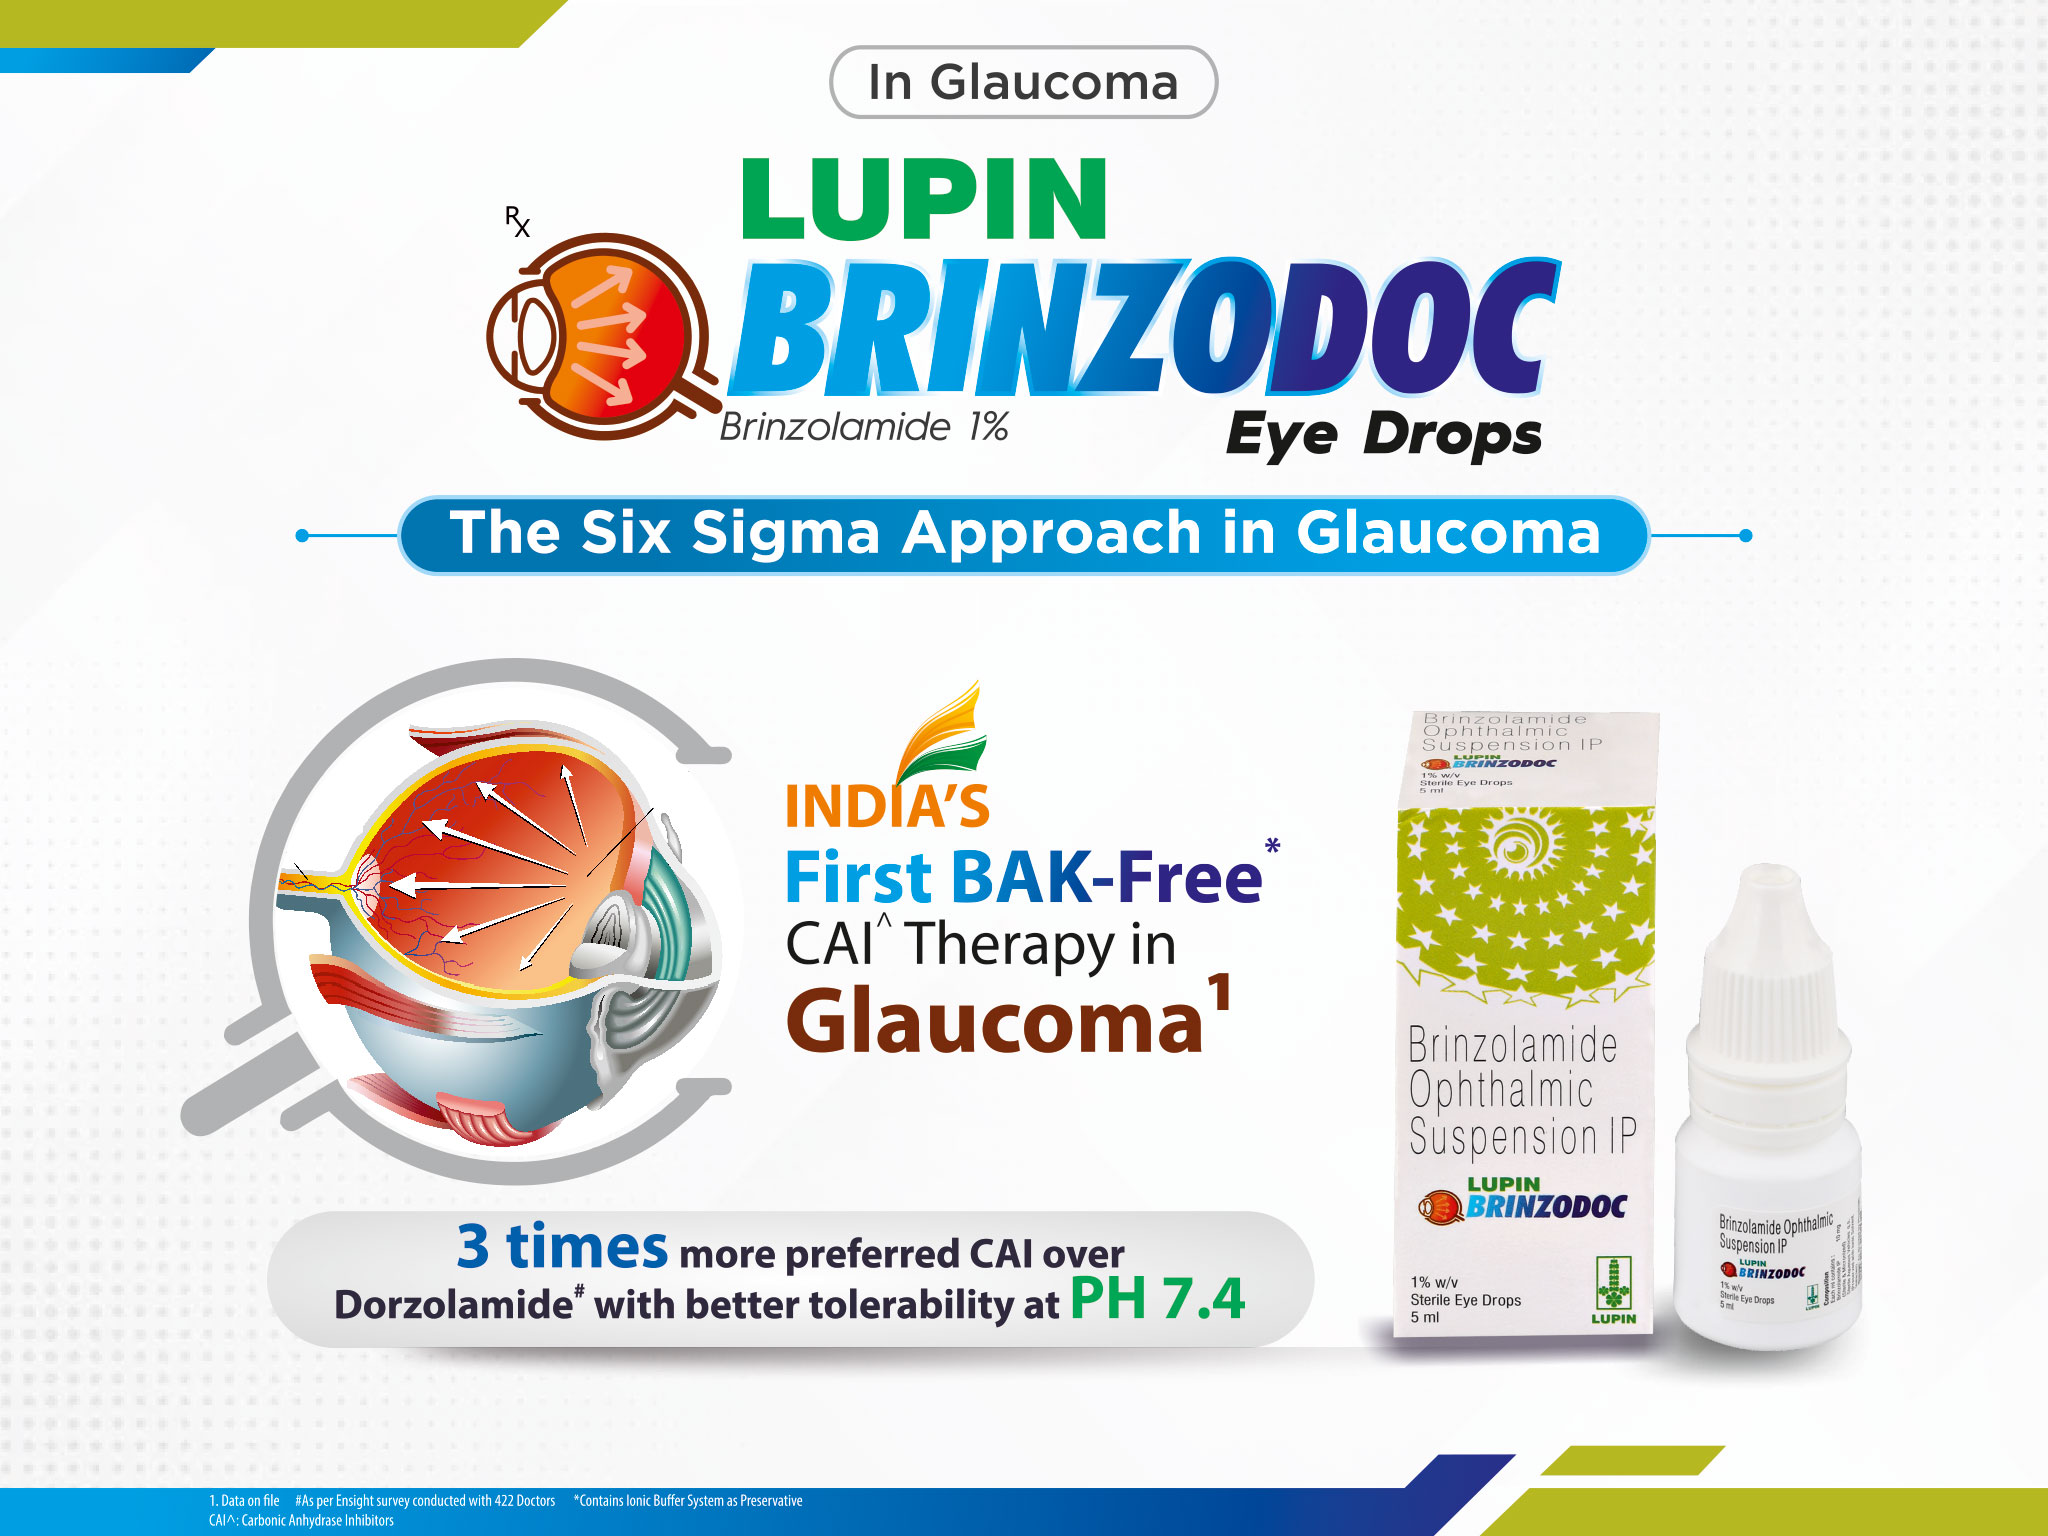 In Glaucoma
Rx
LUPIN
BRINZODOC
Brinzolamide 1%
Eye Drops
The Six Sigma Approach in Glaucoma
INDIA'S
First BAK-Free*
CAI^ Therapy in
Glaucoma¹
3 times more preferred CAI over
Dorzolamide# with better tolerability at PH 7.4
Brinzolamide
Ophthalmic
Suspension IP
LUPIN
BRINZODOC
1% w/v
Sterile Eye Drops
5 ml
Brinzolamide
Ophthalmic
Suspension IP
LUPIN
BRINZODOC
1% w/v
Sterile Eye Drops
5 ml
LUPIN
Brinzolamide Ophthalmic
Suspension IP
LUPIN
BRINZODOC
1% w/v
Sterile Eye Drops
5 ml
LUPIN
Composition
1. Data on file #As per Ensight survey conducted with 422 Doctors *Contains Ionic Buffer System as Preservative
CAI^: Carbonic Anhydrase Inhibitors